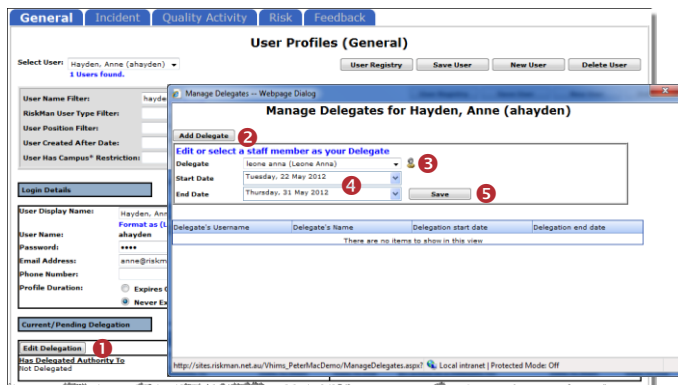 General Incident Quality Activity Risk Feedback
User Profiles (General)
Select User: Hayden, Anne (ahayden)
1 Users found.
User Registry Save User New User Delete User
User Name Filter: hayde
RiskMan User Type Filter:
User Position Filter:
User Created After Date:
User Has Campus* Restriction:
Login Details
User Display Name: Hayden, Ann
Format as (L
User Name: ahayden
Password: ••••
Email Address: anne@riskm
Phone Number:
Profile Duration: Expires
Never Ex
Current/Pending Delegation
Edit Delegation 1
Has Delegated Authority To
Not Delegated
Manage Delegates -- Webpage Dialog
Manage Delegates for Hayden, Anne (ahayden)
Add Delegate 2
Edit or select a staff member as your Delegate
Delegate leone anna (Leone Anna) 3
Start Date Tuesday, 22 May 2012 4
End Date Thursday, 31 May 2012 Save 5
Delegate's Username Delegate's Name Delegation start date Delegation end date
There are no items to show in this view
http://sites.riskman.net.au/Vhims_PeterMacDemo/ManageDelegates.aspx? Local intranet | Protected Mode: Off